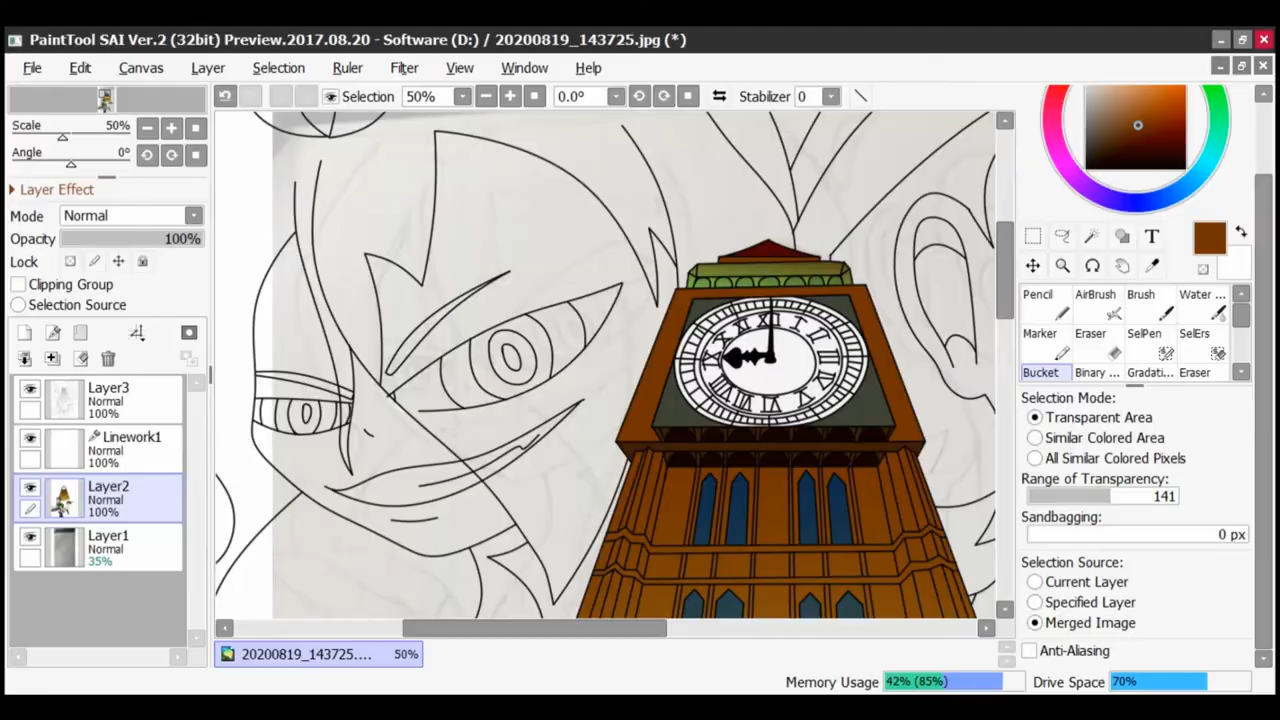 PaintTool SAI Ver.2 (32bit) Preview.2017.08.20 - Software (D:) / 20200819_143725.jpg (*)
File Edit Canvas Layer Selection Ruler Filter View Window Help
Selection 50% 0.0° Stabilizer 0
Scale 50%
Angle 0°
Layer Effect
Mode Normal
Opacity 100%
Lock
Clipping Group
Selection Source
Layer3
Normal
100%
Linework1
Normal
100%
Layer2
Normal
100%
Layer1
Normal
35%
T
Pencil AirBrush Brush Water ...
Marker Eraser SelPen SelErs
Bucket Binary ... Gradati... Eraser
Selection Mode:
Transparent Area
Similar Colored Area
All Similar Colored Pixels
Range of Transparency:
141
Sandbagging:
0 px
Selection Source:
Current Layer
Specified Layer
Merged Image
Anti-Aliasing
20200819_143725.... 50%
Memory Usage 42% (85%) Drive Space 70%